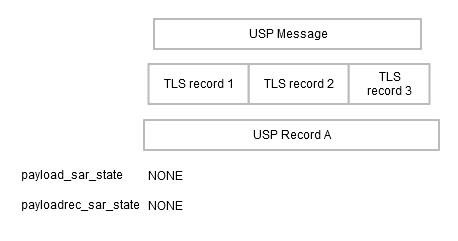 USP Message
TLS record 1 TLS record 2 TLS
record 3
USP Record A
payload_sar_state NONE
payloadrec_sar_state NONE